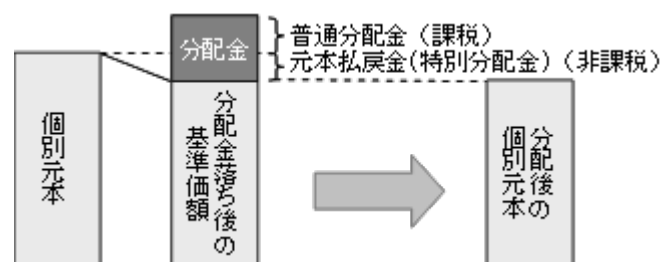 分配金
普通分配金（課税）
元本払戻金(特別分配金)（非課税）
個別元本
分配金落ち後の
基準価額
分配後の
個別元本